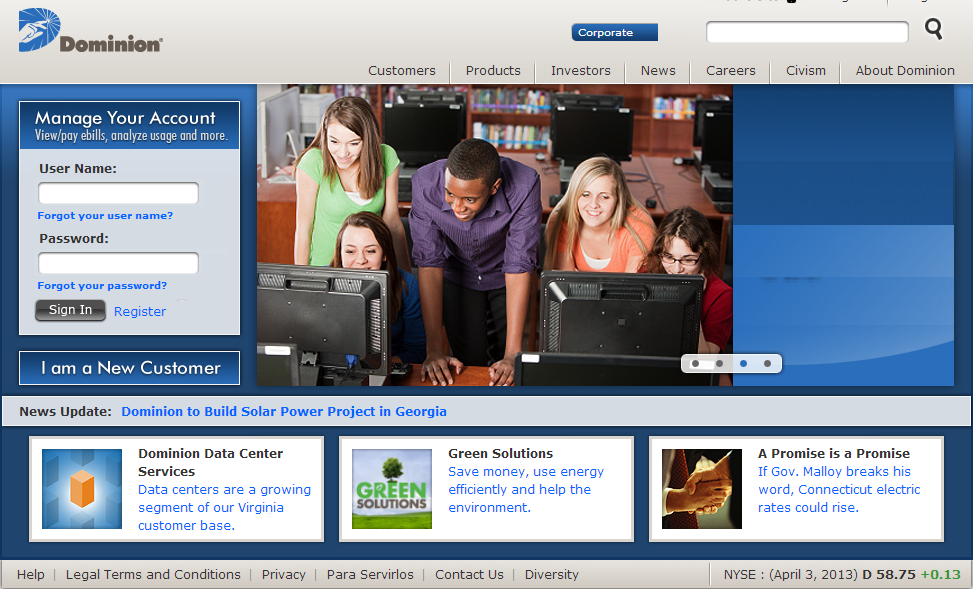 Dominion®
Corporate
Customers
Products
Investors
News
Careers
Civism
About Dominion
Manage Your Account
View/pay ebills, analyze usage and more.
User Name:
Forgot your user name?
Password:
Forgot your password?
Sign In
Register
I am a New Customer
News Update: Dominion to Build Solar Power Project in Georgia
Dominion Data Center
Services
Data centers are a growing
segment of our Virginia
customer base.
GREEN
SOLUTIONS
Green Solutions
Save money, use energy
efficiently and help the
environment.
A Promise is a Promise
If Gov. Malloy breaks his
word, Connecticut electric
rates could rise.
Help | Legal Terms and Conditions | Privacy | Para Servirlos | Contact Us | Diversity
NYSE : (April 3, 2013) D 58.75 +0.13